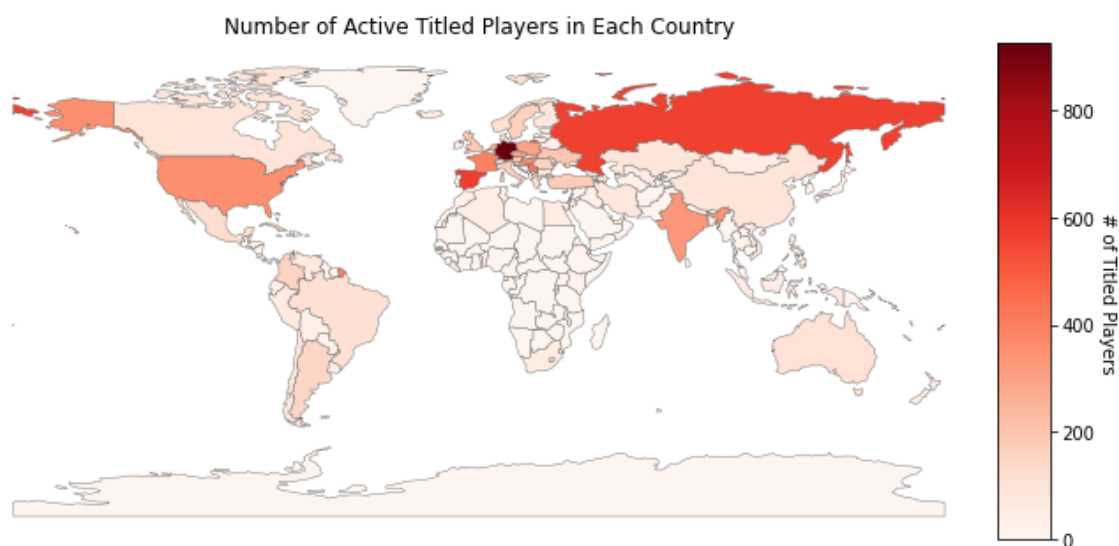 Number of Active Titled Players in Each Country
800
600
400
200
0
# of Titled Players